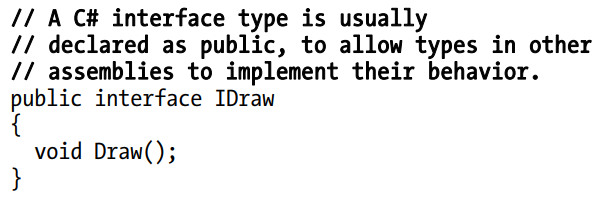 // A C# interface type is usually
// declared as public, to allow types in other
// assemblies to implement their behavior.
public interface IDraw
{
  void Draw();
}